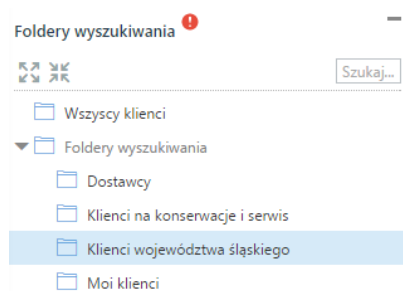 Foldery wyszukiwania
Szukaj...
Wszyscy klienci
Foldery wyszukiwania
Dostawcy
Klienci na konserwacje i serwis
Klienci województwa śląskiego
Moi klienci